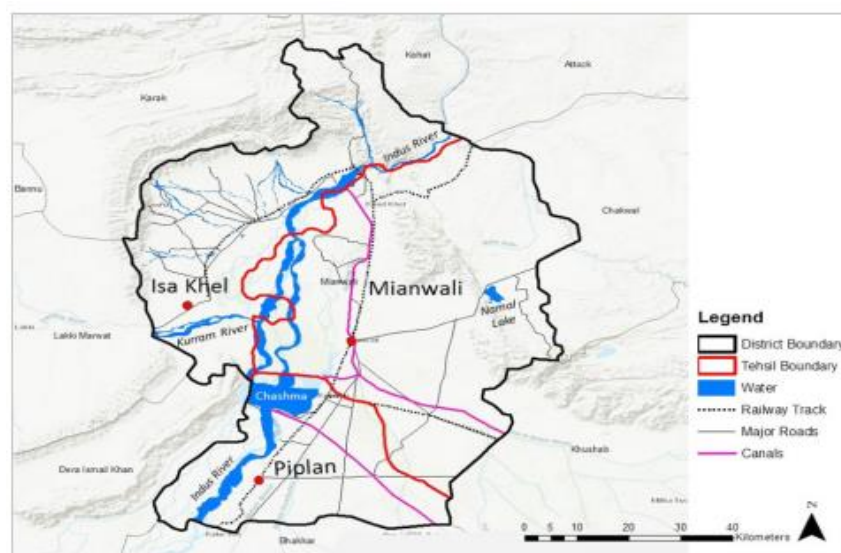 Kohat
Attack
Karak
Indus River
Bannu
Chakwal
Isa Khel
Mianwali
Mianwali
Namal
Lake
Kurram River
Lakki Marwat
Chashma
Piplan
Indus River
Dera Ismail Khan
Khushab
Bhakkar
Legend
District Boundary
Tehsil Boundary
Water
Railway Track
Major Roads
Canals
0 5 10 20 30 40
Kilometers
N